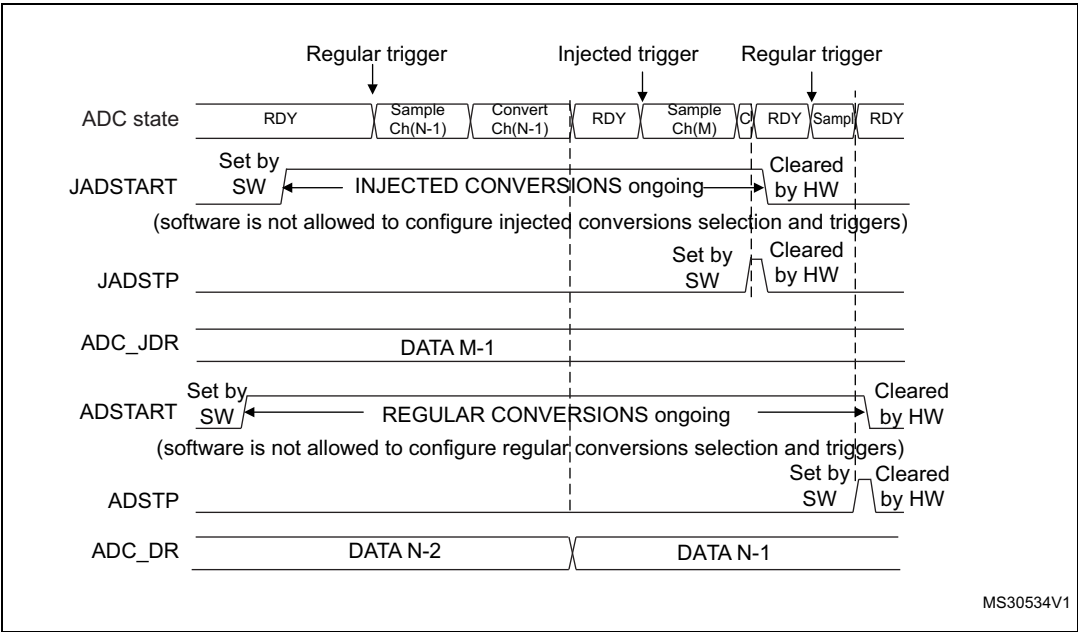 Regular trigger Injected trigger Regular trigger
ADC state RDY Sample Ch(N-1) Convert Ch(N-1) RDY Sample Ch(M) C RDY Sampl RDY
JADSTART Set by SW INJECTED CONVERSIONS ongoing Cleared by HW
(software is not allowed to configure injected conversions selection and triggers)
JADSTP Set by SW Cleared by HW
ADC_JDR DATA M-1
ADSTART Set by SW REGULAR CONVERSIONS ongoing Cleared by HW
(software is not allowed to configure regular conversions selection and triggers)
ADSTP Set by SW Cleared by HW
ADC_DR DATA N-2 DATA N-1
MS30534V1